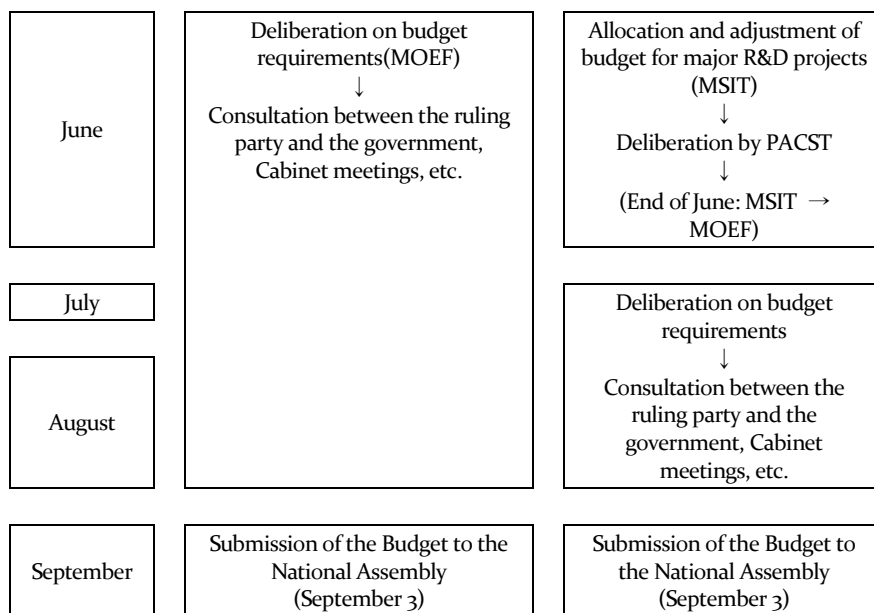 June
Deliberation on budget
requirements(MOEF)
↓
Consultation between the ruling
party and the government,
Cabinet meetings, etc.
Allocation and adjustment of
budget for major R&D projects
(MSIT)
↓
Deliberation by PACST
↓
(End of June: MSIT →
MOEF)
July
August
Deliberation on budget
requirements
↓
Consultation between the
ruling party and the
government, Cabinet
meetings, etc.
September
Submission of the Budget to the
National Assembly
(September 3)
Submission of the Budget to
the National Assembly
(September 3)